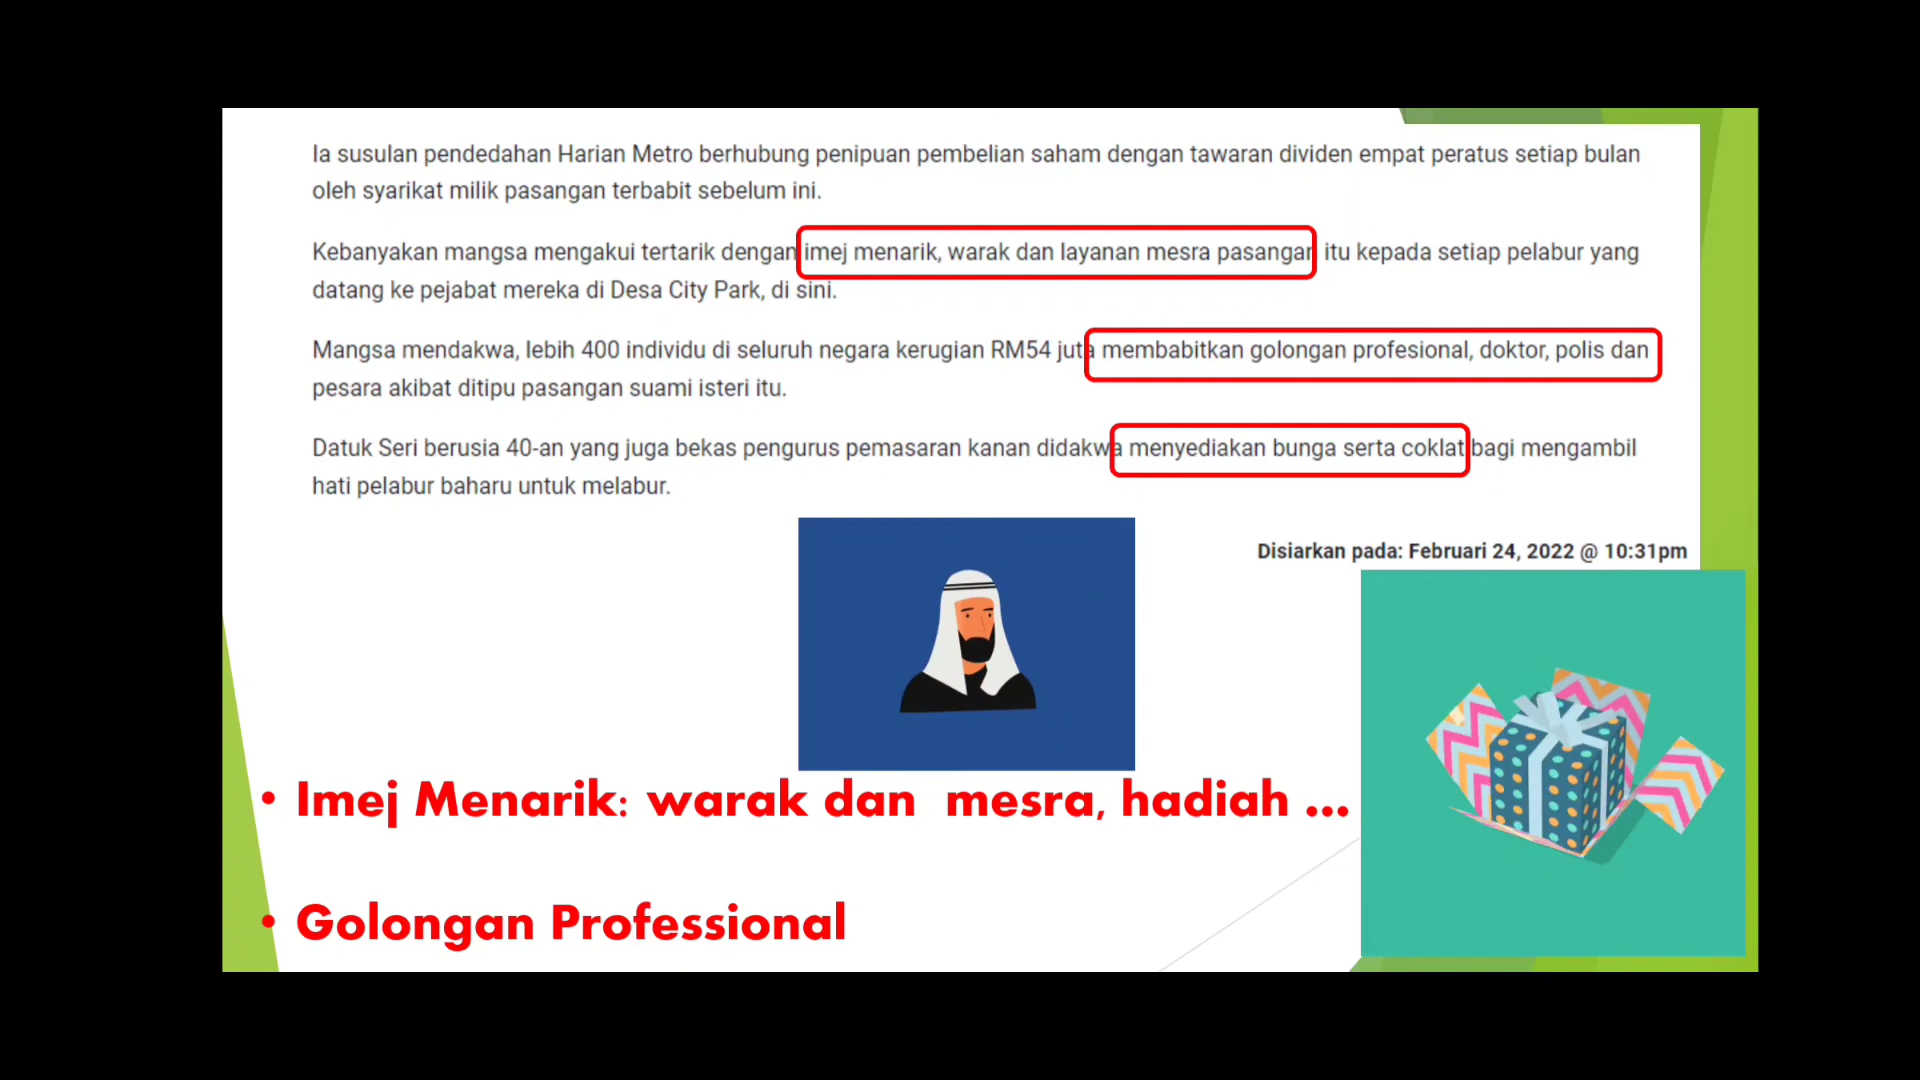 Ia susulan pendedahan Harian Metro berhubung penipuan pembelian saham dengan tawaran dividen empat peratus setiap bulan
oleh syarikat milik pasangan terbabit sebelum ini.
Kebanyakan mangsa mengakui tertarik dengan imej menarik, warak dan layanan mesra pasangan itu kepada setiap pelabur yang
datang ke pejabat mereka di Desa City Park, di sini.
Mangsa mendakwa, lebih 400 individu di seluruh negara kerugian RM54 juta membabitkan golongan profesional, doktor, polis dan
pesara akibat ditipu pasangan suami isteri itu.
Datuk Seri berusia 40-an yang juga bekas pengurus pemasaran kanan didakwa menyediakan bunga serta coklat bagi mengambil
hati pelabur baharu untuk melabur.
Disiarkan pada: Februari 24, 2022 @ 10:31pm
• Imej Menarik: warak dan mesra, hadiah ...
• Golongan Professional